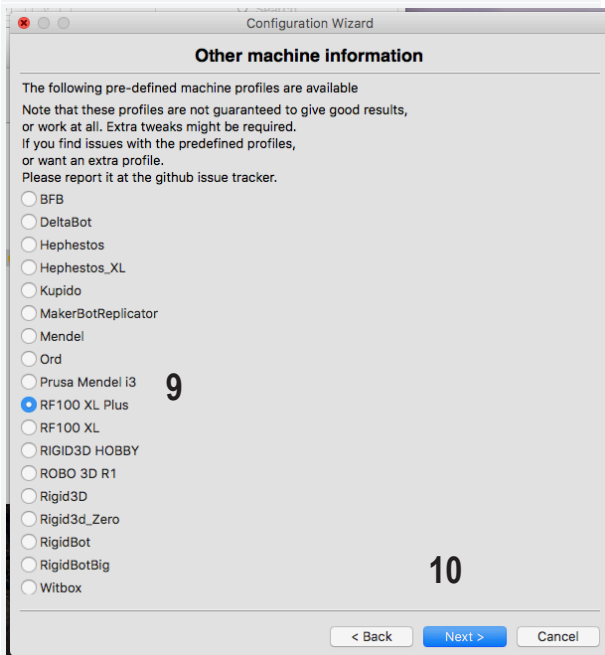 Configuration Wizard
Other machine information
The following pre-defined machine profiles are available
Note that these profiles are not guaranteed to give good results,
or work at all. Extra tweaks might be required.
If you find issues with the predefined profiles,
or want an extra profile.
Please report it at the github issue tracker.
BFB
DeltaBot
Hephestos
Hephestos_XL
Kupido
MakerBotReplicator
Mendel
Ord
Prusa Mendel i3
9
RF100 XL Plus
RF100 XL
RIGID3D HOBBY
ROBO 3D R1
Rigid3D
Rigid3d_Zero
RigidBot
RigidBotBig
10
Witbox
< Back Next > Cancel